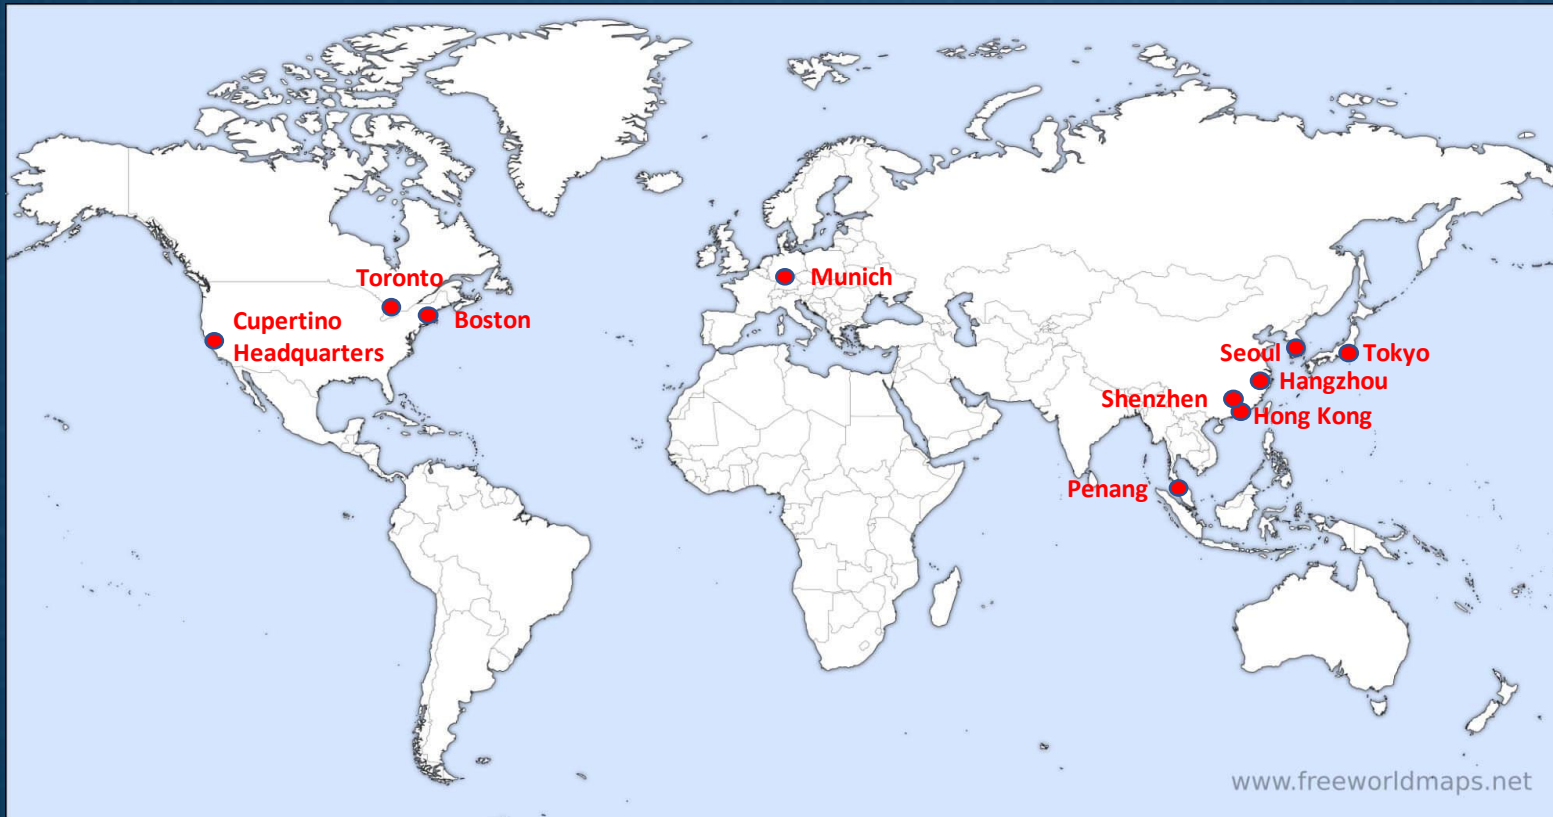 Toronto
Munich
Cupertino
Headquarters
Boston
Seoul
Tokyo
Hangzhou
Shenzhen
Hong Kong
Penang
www.freeworldmaps.net